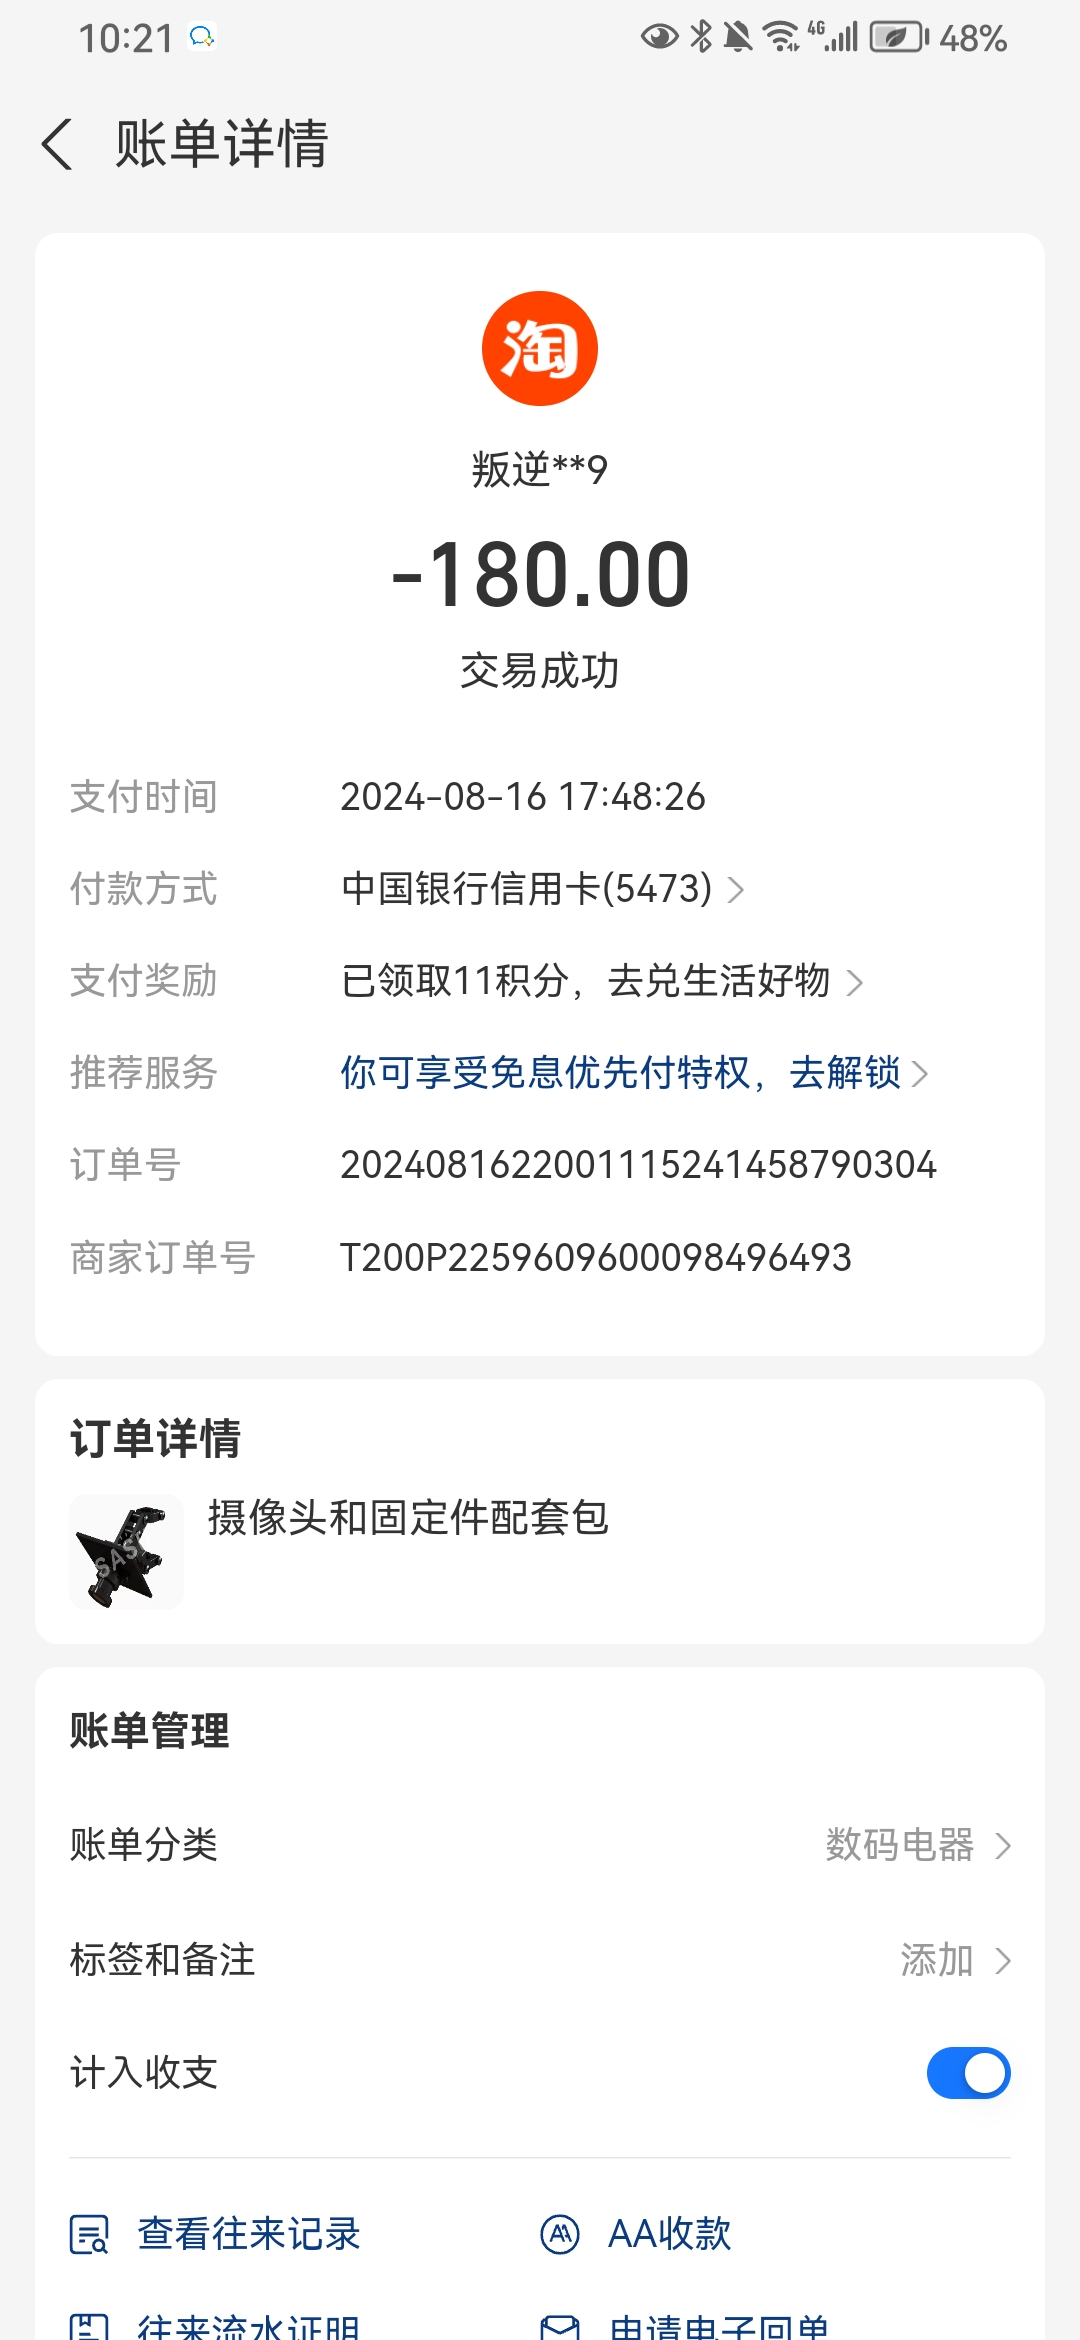 10:21 4G 48%
账单详情
淘
叛逆**9
-180.00
交易成功
支付时间 2024-08-16 17:48:26
付款方式 中国银行信用卡(5473)
支付奖励 已领取11积分，去兑生活好物
推荐服务 你可享受免息优先付特权，去解锁
订单号 2024081622001115241458790304
商家订单号 T200P2259609600098496493
订单详情
摄像头和固定件配套包
SAST
账单管理
账单分类 数码电器
标签和备注 添加
计入收支
查看往来记录 AA收款
往来流水证明 申请电子回单